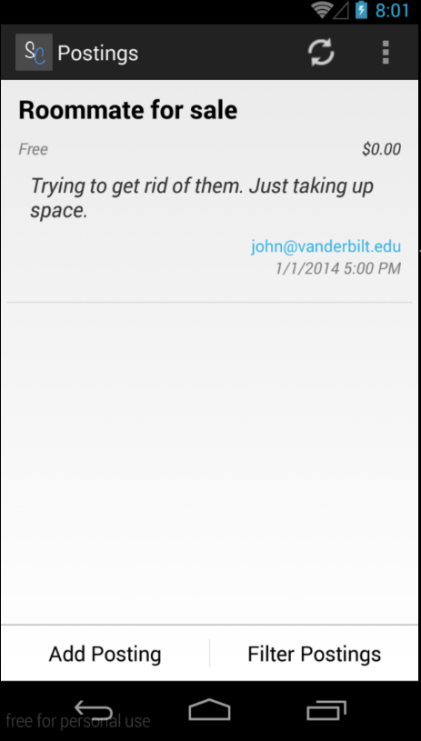 8:01
SC Postings
Roommate for sale
Free $0.00
Trying to get rid of them. Just taking up
space.
john@vanderbilt.edu
1/1/2014 5:00 PM
Add Posting Filter Postings
free for personal use